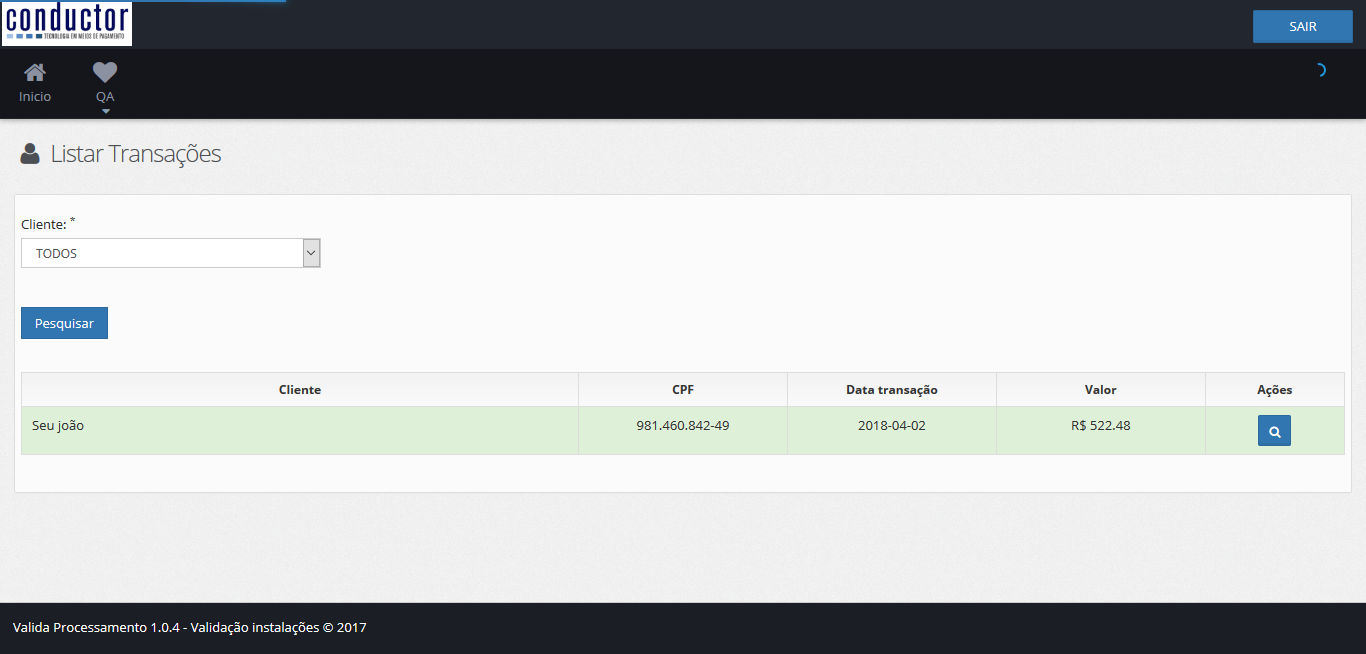 conductor
TECNOLOGIA EM MEIOS DE PAGAMENTO
SAIR
Inicio
QA
Listar Transações
Cliente: *
TODOS
Pesquisar
Cliente CPF Data transação Valor Ações
Seu joão 981.460.842-49 2018-04-02 R$ 522.48
Valida Processamento 1.0.4 - Validação instalações © 2017